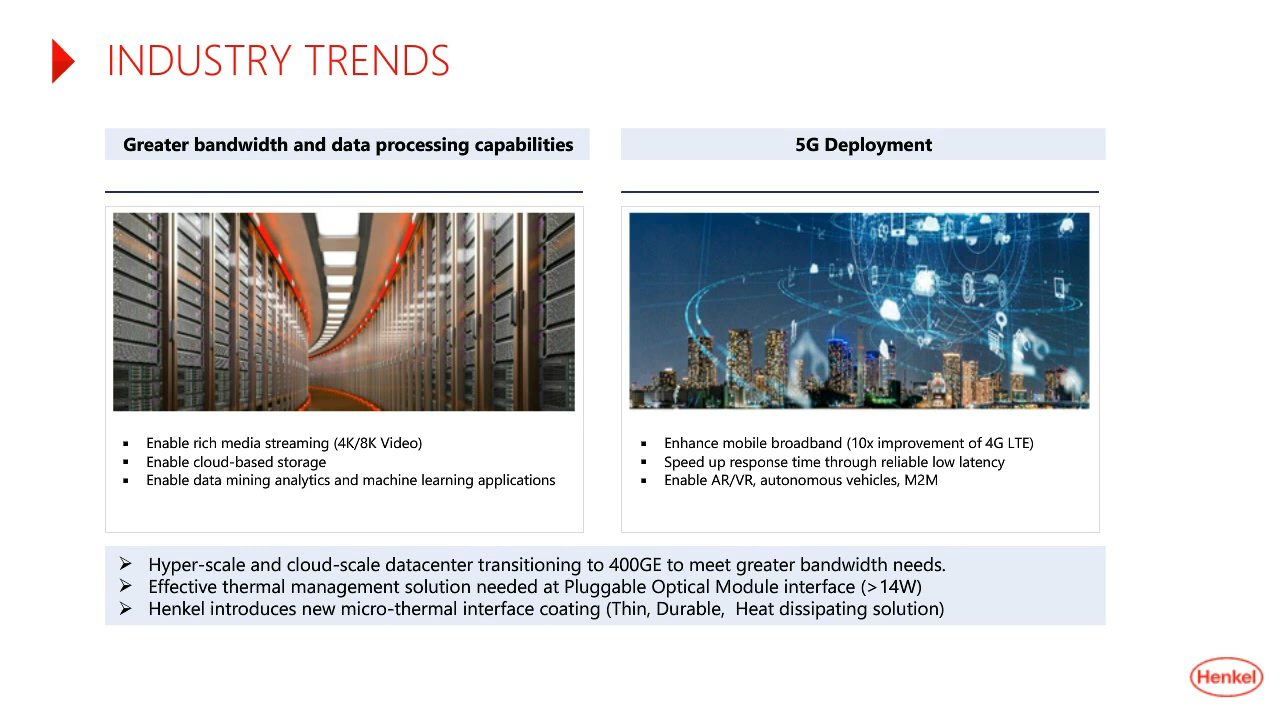 INDUSTRY TRENDS
Greater bandwidth and data processing capabilities
5G Deployment
▪ Enable rich media streaming (4K/8K Video)
▪ Enable cloud-based storage
▪ Enable data mining analytics and machine learning applications
▪ Enhance mobile broadband (10x improvement of 4G LTE)
▪ Speed up response time through reliable low latency
▪ Enable AR/VR, autonomous vehicles, M2M
➢ Hyper-scale and cloud-scale datacenter transitioning to 400GE to meet greater bandwidth needs.
➢ Effective thermal management solution needed at Pluggable Optical Module interface (>14W)
➢ Henkel introduces new micro-thermal interface coating (Thin, Durable,  Heat dissipating solution)
Henkel